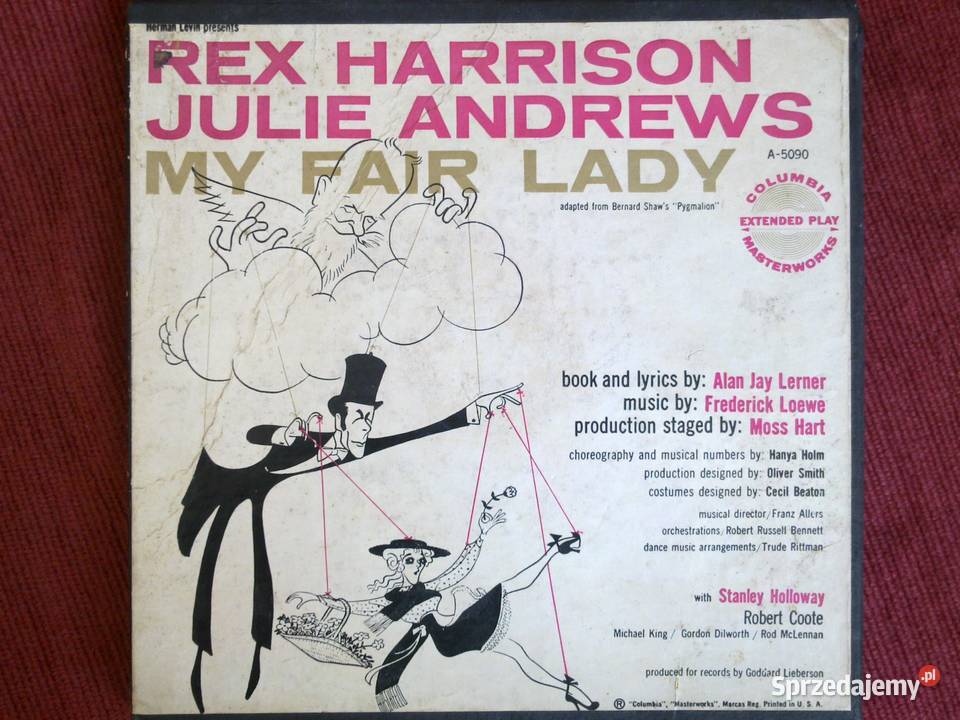 Herman Levin presents
REX HARRISON
JULIE ANDREWS
MY FAIR LADY
A-5090
adapted from Bernard Shaw's "Pygmalion"
COLUMBIA
EXTENDED PLAY
MASTERWORKS
book and lyrics by: Alan Jay Lerner
music by: Frederick Loewe
production staged by: Moss Hart
choreography and musical numbers by: Hanya Holm
production designed by: Oliver Smith
costumes designed by: Cecil Beaton
musical director/Franz Allers
orchestrations/Robert Russell Bennett
dance music arrangements/Trude Rittman
with Stanley Holloway
Robert Coote
Michael King / Gordon Dilworth / Rod McLennan
produced for records by Goddard Lieberson
® "Columbia", "Masterworks", Marcas Reg. Printed in U. S. A.
Sprzedajemy.pl